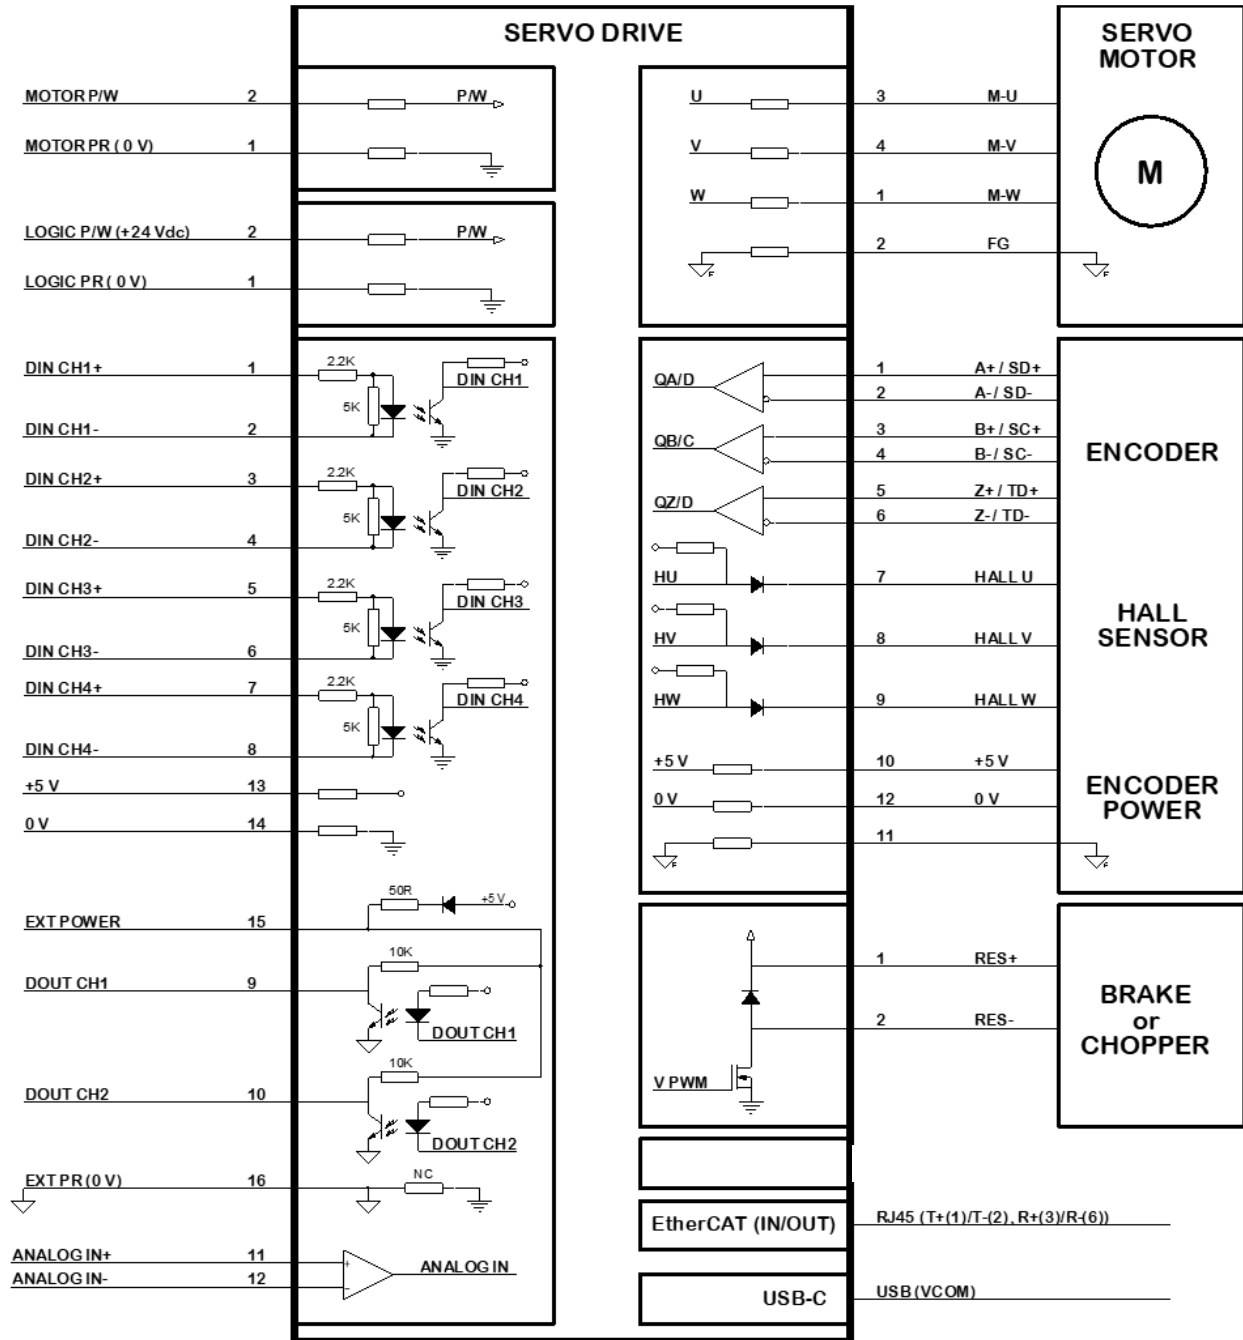 SERVO DRIVE
SERVO
MOTOR
MOTOR P/W 2 P/W
MOTOR PR ( 0 V) 1
LOGIC P/W (+24 Vdc) 2 P/W
LOGIC PR ( 0 V) 1
U 3 M-U
V 4 M-V
W 1 M-W
2 FG
F F
M
DIN CH1+ 1 2.2K
5K DIN CH1
DIN CH1- 2
DIN CH2+ 3 2.2K
5K DIN CH2
DIN CH2- 4
DIN CH3+ 5 2.2K
5K DIN CH3
DIN CH3- 6
DIN CH4+ 7 2.2K
5K DIN CH4
DIN CH4- 8
+5 V 13
0 V 14
QA/D 1 A+ / SD+
2 A- / SD-
QB/C 3 B+ / SC+
4 B- / SC-
QZ/D 5 Z+ / TD+
6 Z- / TD-
ENCODER
HU 7 HALL U
HV 8 HALL V
HW 9 HALL W
HALL
SENSOR
+5 V 10 +5 V
0 V 12 0 V
11
F F
ENCODER
POWER
EXT POWER 15 50R +5 V
DOUT CH1 9 10K
DOUT CH1
DOUT CH2 10 10K
DOUT CH2
EXT PR (0 V) 16 NC
ANALOG IN+ 11 +
ANALOG IN- 12 -
ANALOG IN
1 RES+
2 RES-
V PWM
BRAKE
or
CHOPPER
EtherCAT (IN/OUT) RJ45 (T+(1)/T-(2), R+(3)/R-(6))
USB-C USB (VCOM)